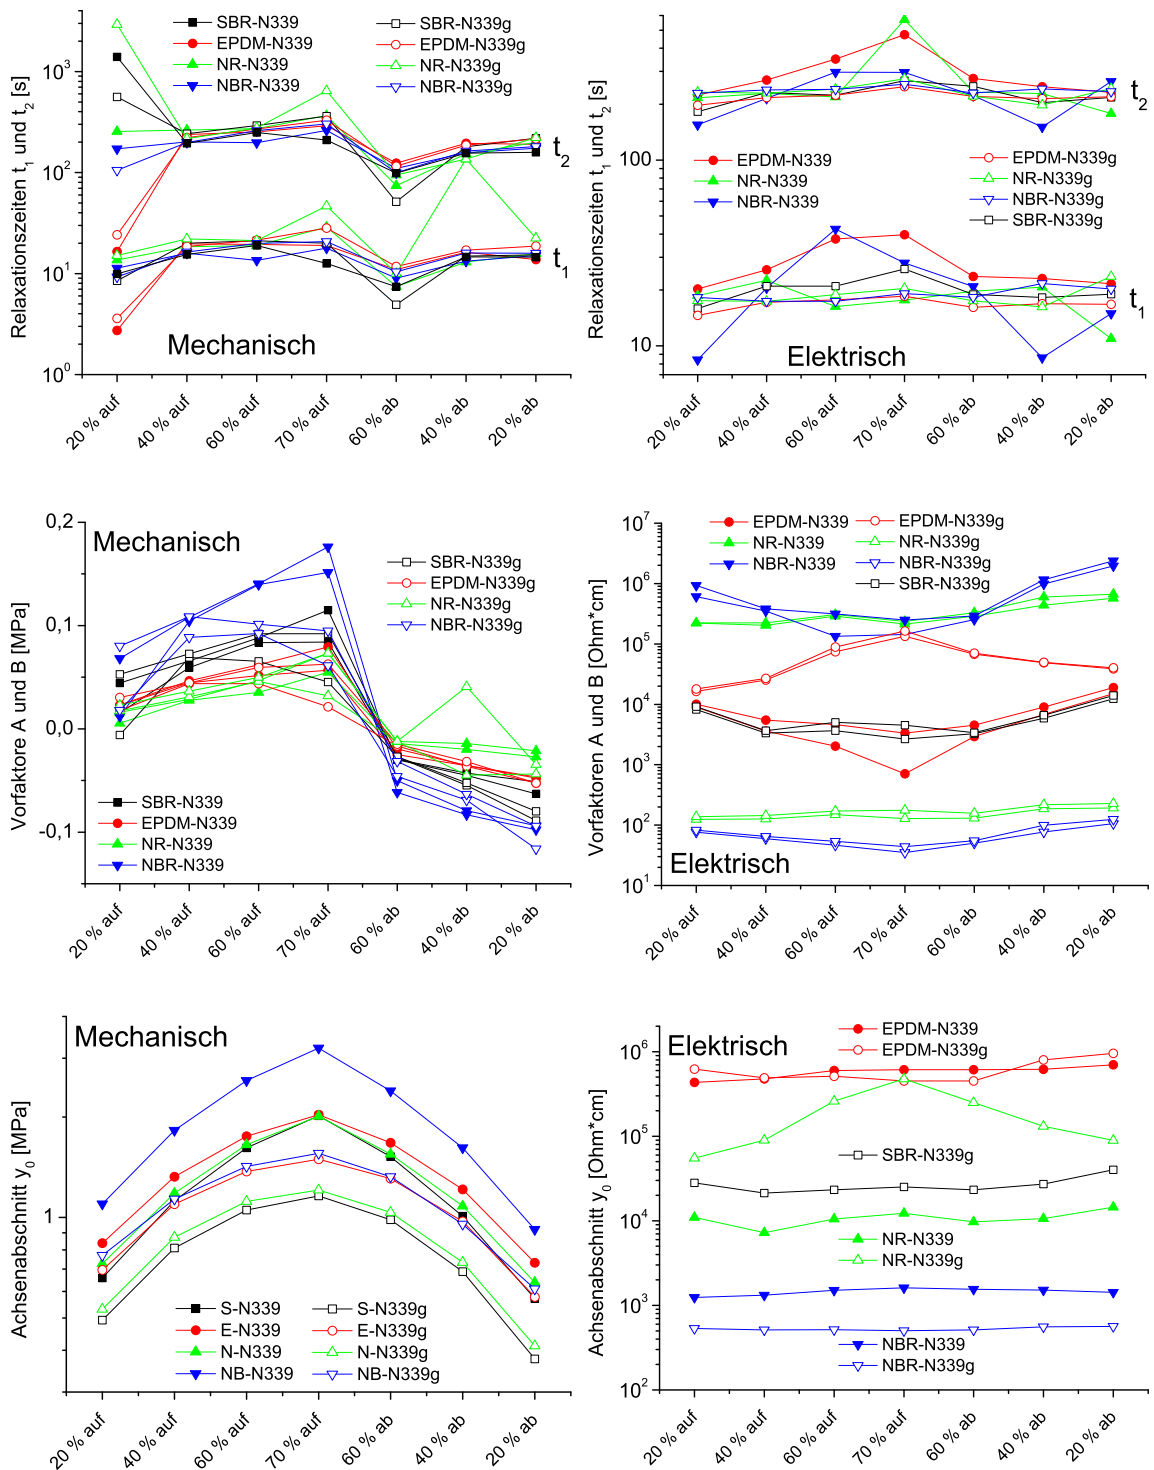 Relaxationszeiten t1 und t2 [s]
10^3
10^2
10^1
10^0
SBR-N339
EPDM-N339
NR-N339
NBR-N339
SBR-N339g
EPDM-N339g
NR-N339g
NBR-N339g
t2
t1
Mechanisch
20 % auf
40 % auf
60 % auf
70 % auf
60 % ab
40 % ab
20 % ab
Relaxationszeiten t1 und t2 [s]
100
10
EPDM-N339
NR-N339
NBR-N339
EPDM-N339g
NR-N339g
NBR-N339g
SBR-N339g
t2
t1
Elektrisch
20 % auf
40 % auf
60 % auf
70 % auf
60 % ab
40 % ab
20 % ab
Vorfaktore A und B [MPa]
0,2
0,1
0,0
-0,1
Mechanisch
SBR-N339g
EPDM-N339g
NR-N339g
NBR-N339g
SBR-N339
EPDM-N339
NR-N339
NBR-N339
20 % auf
40 % auf
60 % auf
70 % auf
60 % ab
40 % ab
20 % ab
Vorfaktoren A und B [Ohm*cm]
10^7
10^6
10^5
10^4
10^3
10^2
10^1
EPDM-N339
NR-N339
NBR-N339
EPDM-N339g
NR-N339g
NBR-N339g
SBR-N339g
Elektrisch
20 % auf
40 % auf
60 % auf
70 % auf
60 % ab
40 % ab
20 % ab
Achsenabschnitt y0 [MPa]
1
Mechanisch
S-N339
E-N339
N-N339
NB-N339
S-N339g
E-N339g
N-N339g
NB-N339g
20 % auf
40 % auf
60 % auf
70 % auf
60 % ab
40 % ab
20 % ab
Achsenabschnitt y0 [Ohm*cm]
10^6
10^5
10^4
10^3
10^2
Elektrisch
EPDM-N339
EPDM-N339g
SBR-N339g
NR-N339
NR-N339g
NBR-N339
NBR-N339g
20 % auf
40 % auf
60 % auf
70 % auf
60 % ab
40 % ab
20 % ab